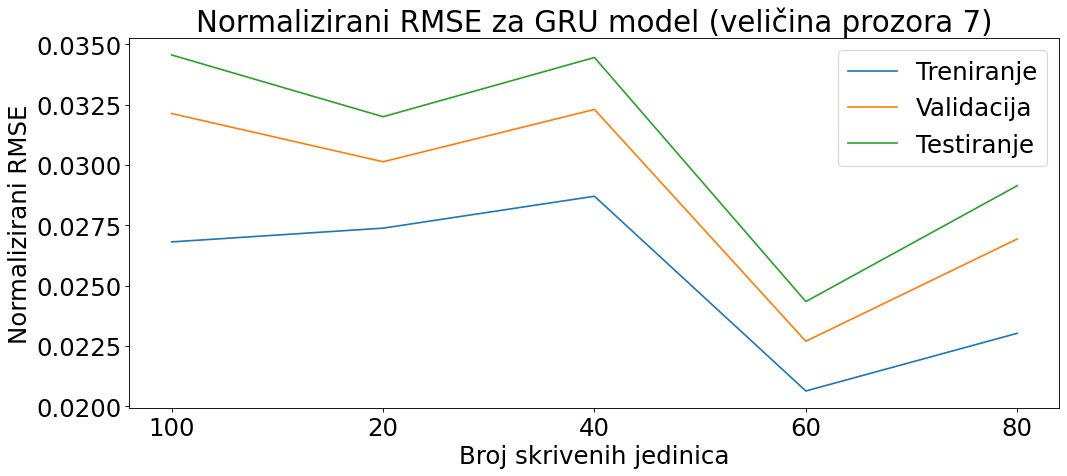 Normalizirani RMSE za GRU model (veličina prozora 7)
Normalizirani RMSE
0.0350
0.0325
0.0300
0.0275
0.0250
0.0225
0.0200
Treniranje
Validacija
Testiranje
100 20 40 60 80
Broj skrivenih jedinica